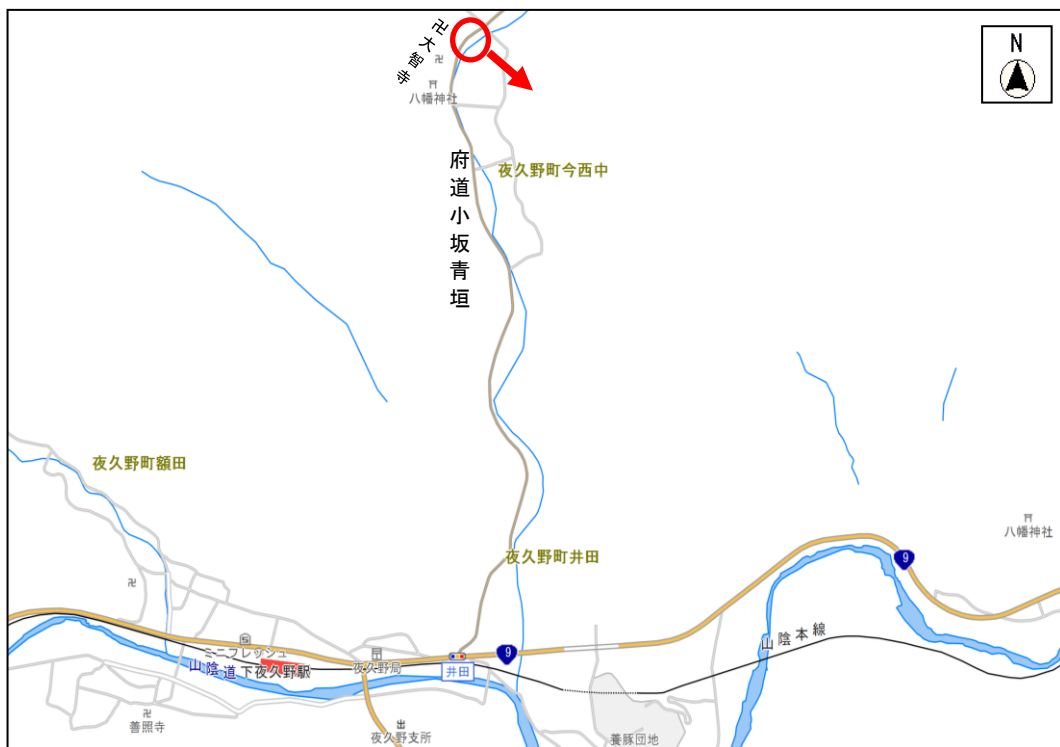 卍大智寺
N
八幡神社
府道小坂青垣
夜久野町今西中
夜久野町額田
八幡神社
夜久野町井田
9
山陰本線
ミニフレッシュ
山陰道
下夜久野駅
夜久野局
9
井田
善照寺
夜久野支所
養豚団地